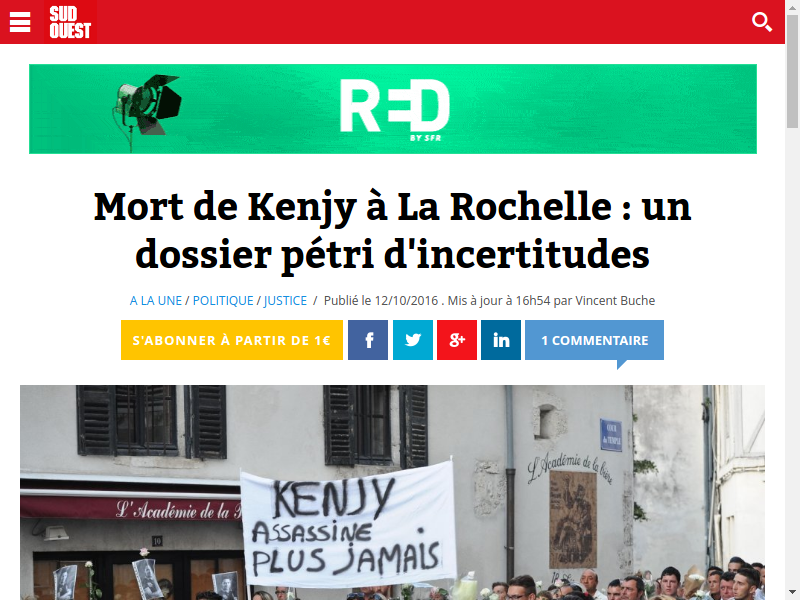 SUD
OUEST
RED
BY SFR
Mort de Kenjy à La Rochelle : un
dossier pétri d'incertitudes
A LA UNE / POLITIQUE / JUSTICE / Publié le 12/10/2016 . Mis à jour à 16h54 par Vincent Buche
S'ABONNER À PARTIR DE 1€
f
g+
in
1 COMMENTAIRE
COUR
du TEMPLE
L'Académie de la bière
L'Académie de la
10
KENJY
ASSASSINE
PLUS JAMAIS